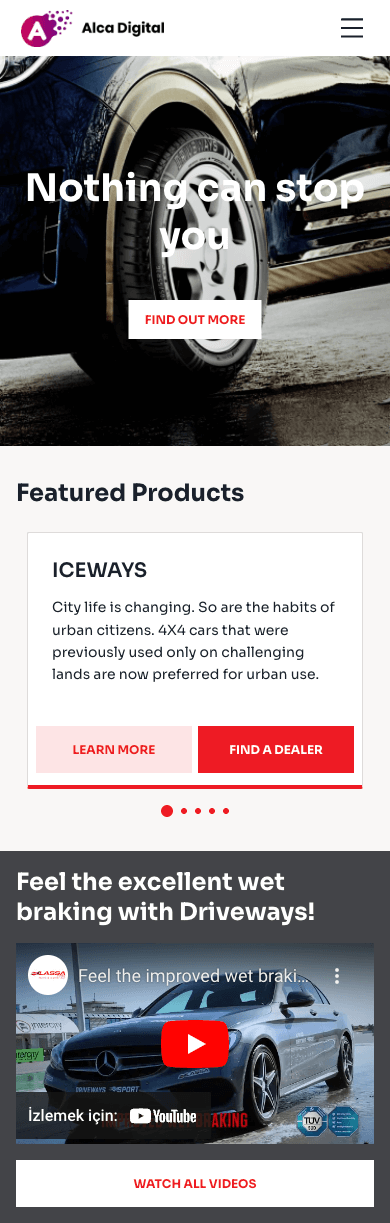 Alca Digital
Nothing can stop
you
FIND OUT MORE
Featured Products
ICEWAYS
City life is changing. So are the habits of
urban citizens. 4X4 cars that were
previously used only on challenging
lands are now preferred for urban use.
LEARN MORE
FIND A DEALER
Feel the excellent wet
braking with Driveways!
LASSA
Feel the improved wet braki...
intercity
intercity
DRIVEWAYS SPORT
BRAKING
İzlemek için: YouTube
TÜV
WATCH ALL VIDEOS